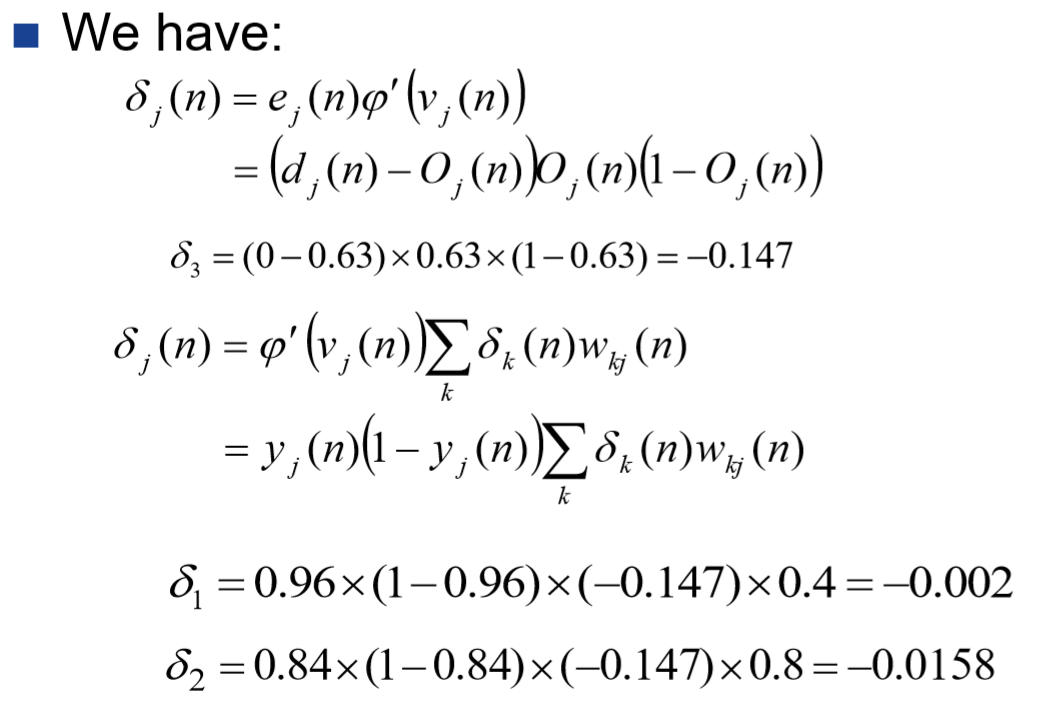 ■ We have:
δ_j(n) = e_j(n)φ′(v_j(n))
= (d_j(n) − O_j(n))O_j(n)(1 − O_j(n))
δ_3 = (0 − 0.63) × 0.63 × (1 − 0.63) = −0.147
δ_j(n) = φ′(v_j(n))∑_k δ_k(n)w_kj(n)
= y_j(n)(1 − y_j(n))∑_k δ_k(n)w_kj(n)
δ_1 = 0.96 × (1 − 0.96) × (−0.147) × 0.4 = −0.002
δ_2 = 0.84 × (1 − 0.84) × (−0.147) × 0.8 = −0.0158